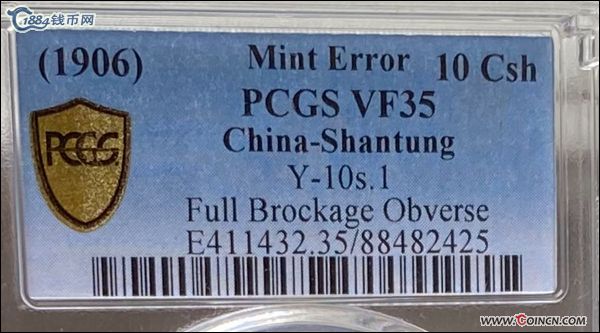 1884钱币网
(1906) Mint Error 10 Csh
PCGS VF35
PCGS
China-Shantung
Y-10s.1
Full Brockage Obverse
E411432.35/88482425
www.COINCN.com